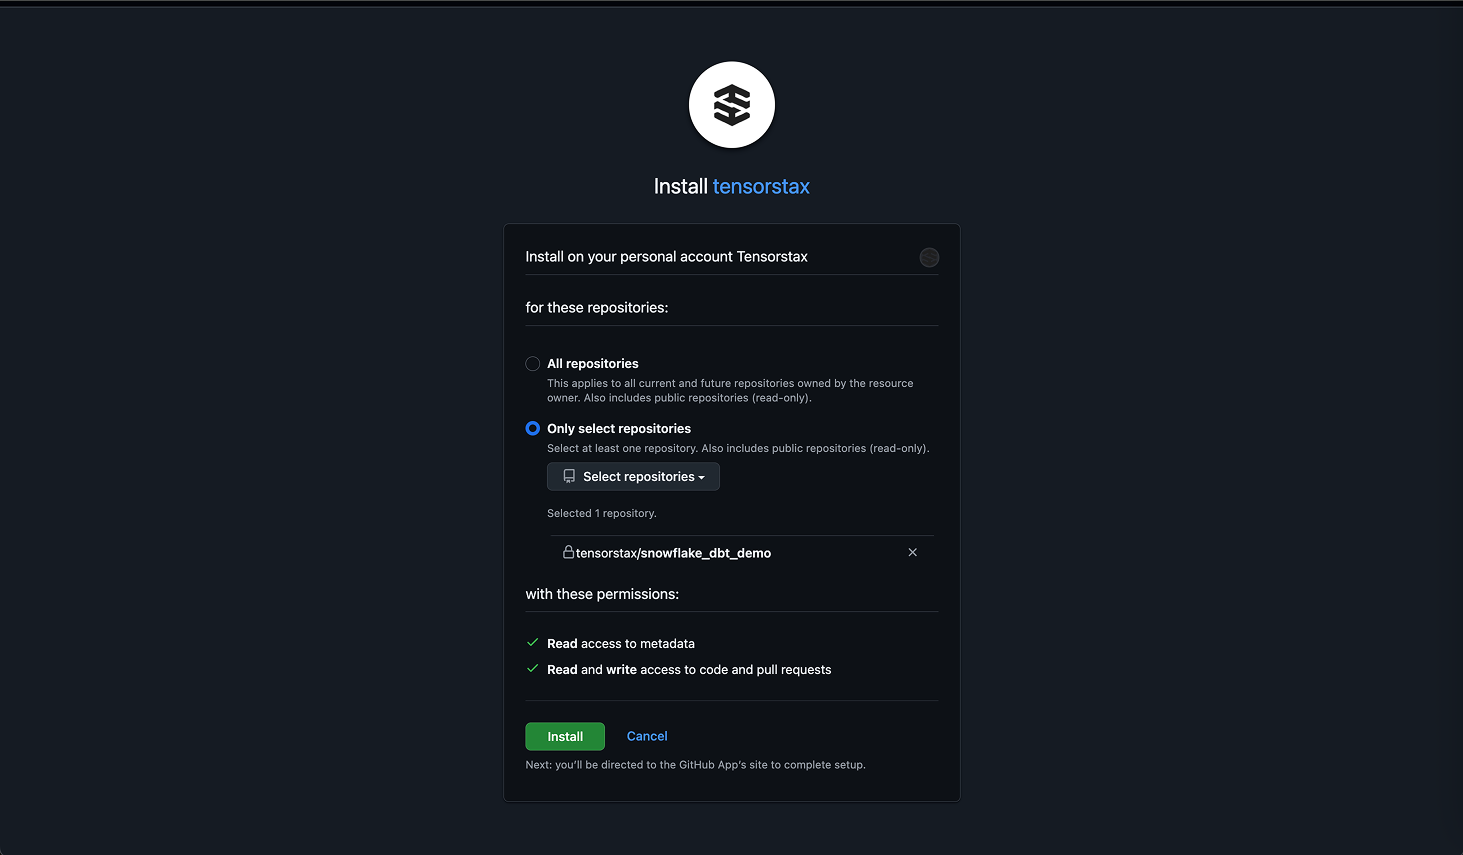 Install tensorstax
Install on your personal account Tensorstax
for these repositories:
All repositories
This applies to all current and future repositories owned by the resource
owner. Also includes public repositories (read-only).
Only select repositories
Select at least one repository. Also includes public repositories (read-only).
Select repositories
Selected 1 repository.
tensorstax/snowflake_dbt_demo
with these permissions:
Read access to metadata
Read and write access to code and pull requests
Install Cancel
Next: you’ll be directed to the GitHub App’s site to complete setup.